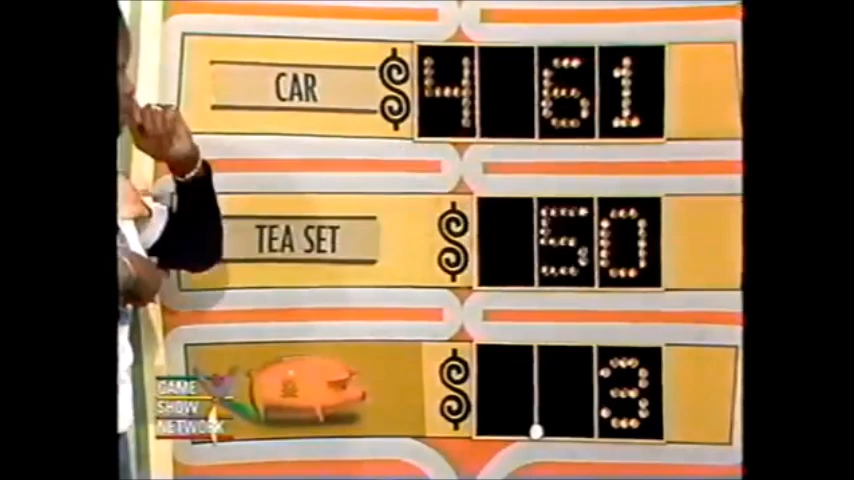 CAR $4 61
TEA SET $ 50
$ 3
GAME
SHOW
NETWORK